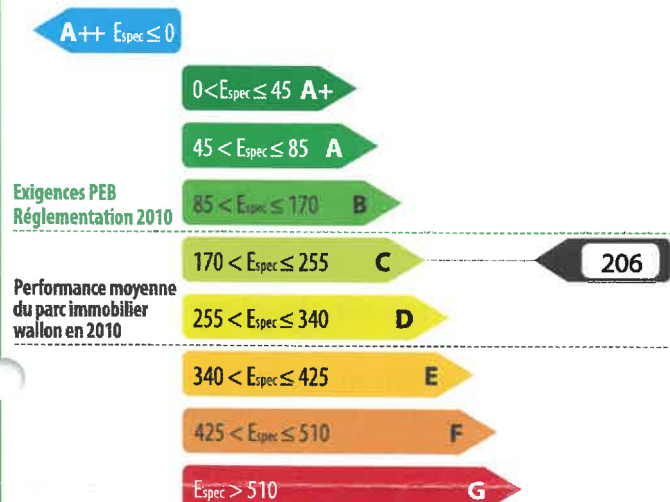 A++ Espec ≤ 0
0<Espec ≤ 45 A+
45 < Espec ≤ 85 A
Exigences PEB
Réglementation 2010
85 < Espec ≤ 170 B
170 < Espec ≤ 255 C
206
Performance moyenne
du parc immobilier
wallon en 2010
255 < Espec ≤ 340 D
340 < Espec ≤ 425 E
425 < Espec ≤ 510 F
Espec > 510 G